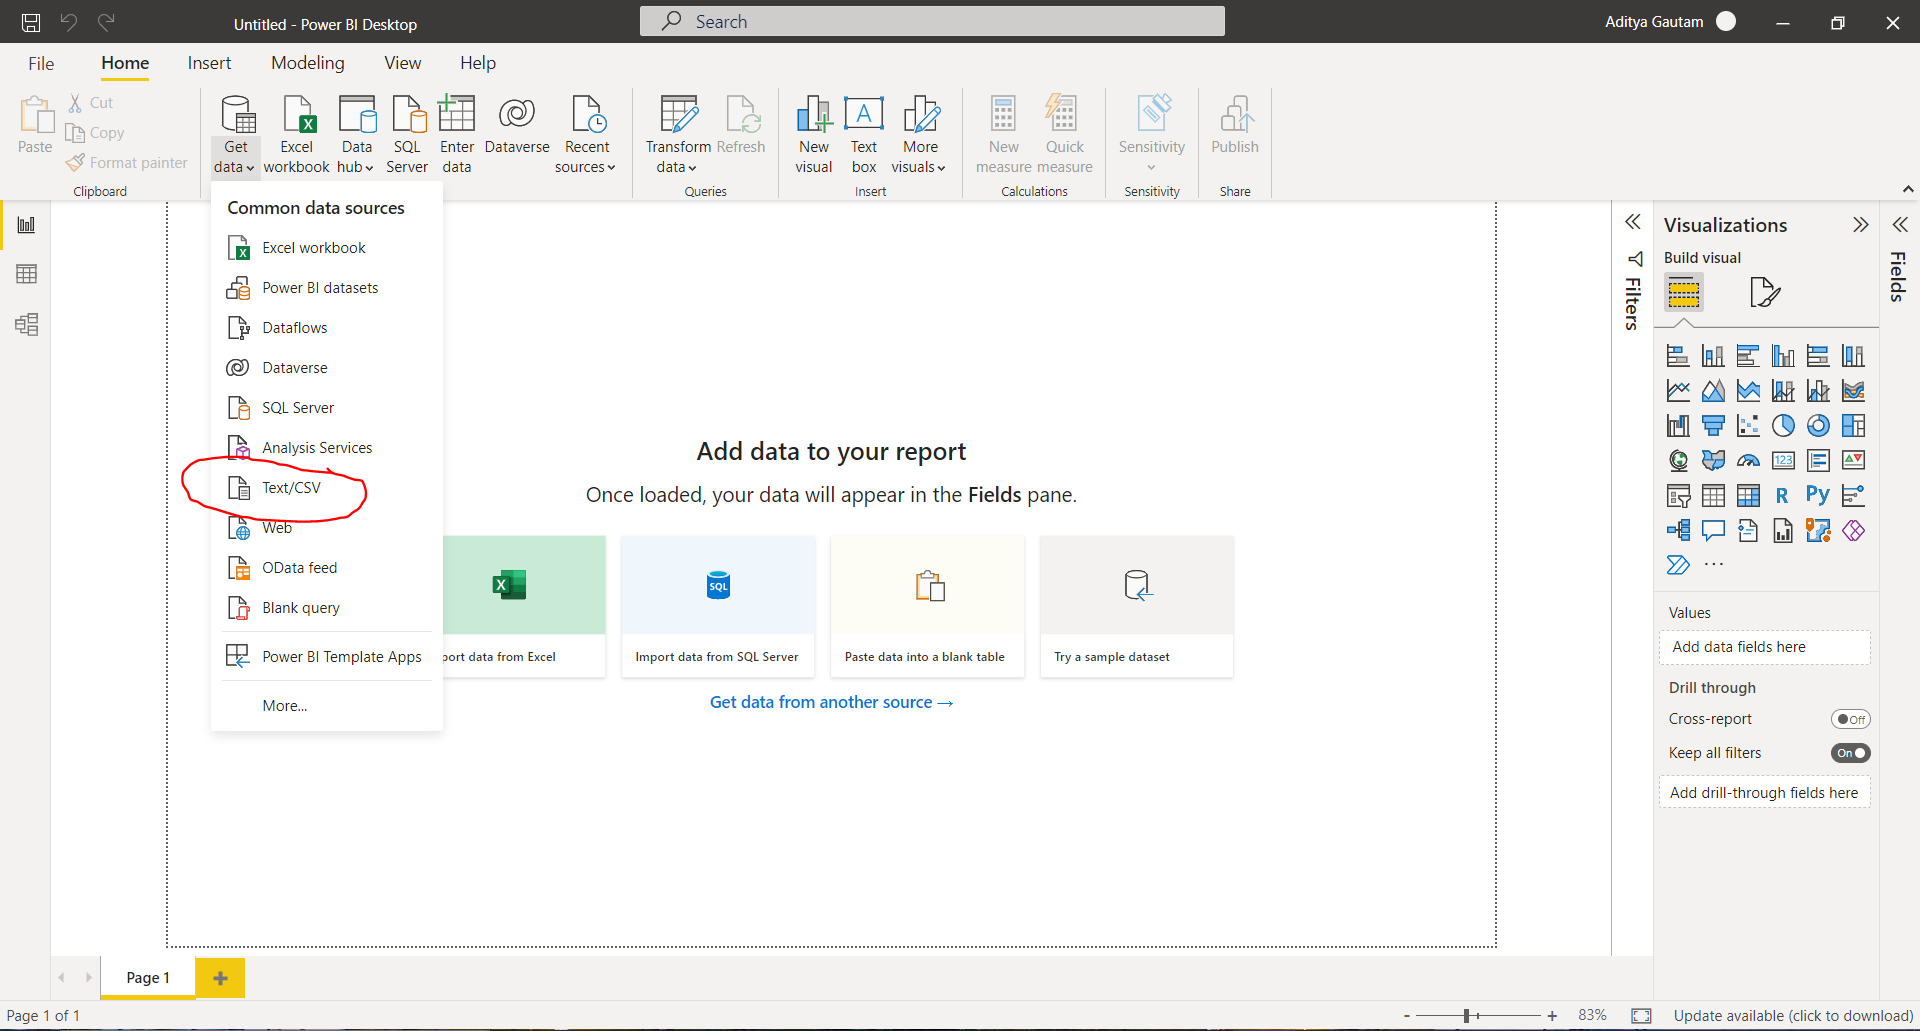 Untitled - Power BI Desktop
Search
Aditya Gautam
File
Home
Insert
Modeling
View
Help
Paste
Cut
Copy
Format painter
Clipboard
Get data
Excel workbook
Data hub
SQL Server
Enter data
Dataverse
Recent sources
Transform data
Refresh
Queries
New visual
Text box
More visuals
Insert
New measure
Quick measure
Calculations
Sensitivity
Sensitivity
Publish
Share
Common data sources
Excel workbook
Power BI datasets
Dataflows
Dataverse
SQL Server
Analysis Services
Text/CSV
Web
OData feed
Blank query
Power BI Template Apps
More...
Add data to your report
Once loaded, your data will appear in the Fields pane.
SQL
port data from Excel
Import data from SQL Server
Paste data into a blank table
Try a sample dataset
Get data from another source →
Filters
Visualizations
Build visual
123
R
Py
...
Values
Add data fields here
Drill through
Cross-report
Off
Keep all filters
On
Add drill-through fields here
Fields
Page 1
Page 1 of 1
- + 83%
Update available (click to download)